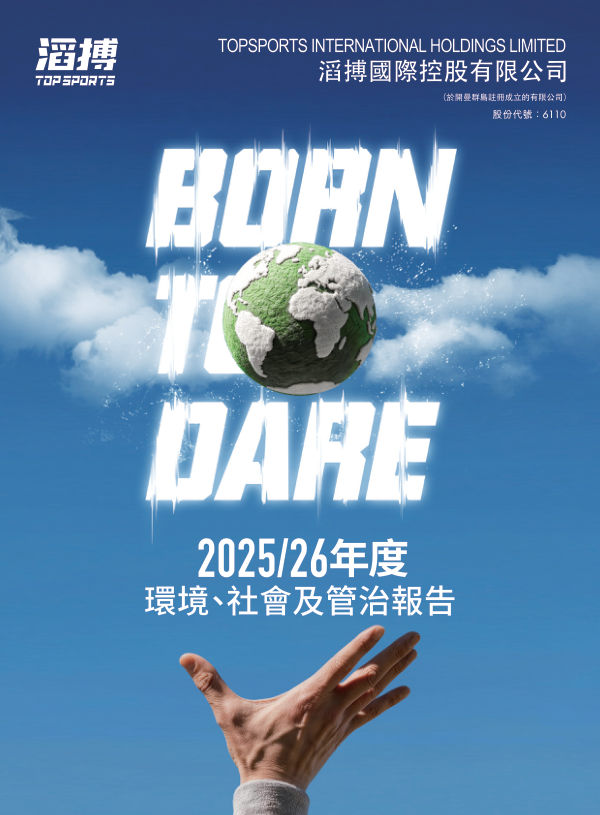 滔搏
TOPSPORTS
TOPSPORTS INTERNATIONAL HOLDINGS LIMITED
滔搏國際控股有限公司
(於開曼群島註冊成立的有限公司)
股份代號：6110
BORN
TO
DARE
2025/26年度
環境、社會及管治報告